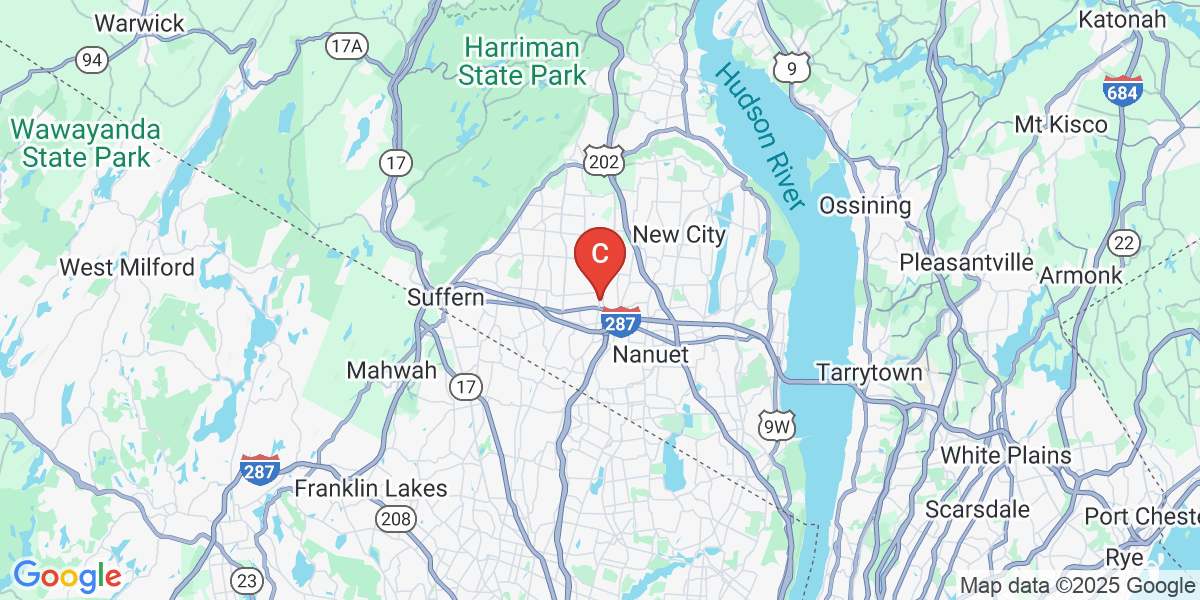 Warwick
Katonah
17A
Harriman
State Park
94
9
Hudson River
684
Wawayanda
State Park
Mt Kisco
17
202
Ossining
New City
22
C
Pleasantville
West Milford
Armonk
Suffern
287
Nanuet
Mahwah
Tarrytown
17
9W
White Plains
287
Franklin Lakes
Scarsdale
208
Port Cheste
Rye
Google
23
Map data ©2025 Google